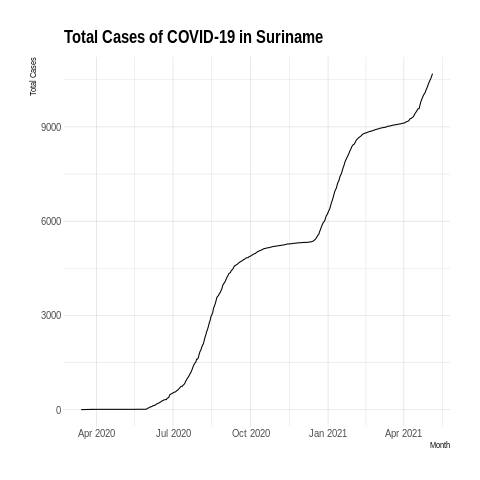 Total Cases of COVID-19 in Suriname
Total Cases
9000
6000
3000
0
Apr 2020 Jul 2020 Oct 2020 Jan 2021 Apr 2021
Month